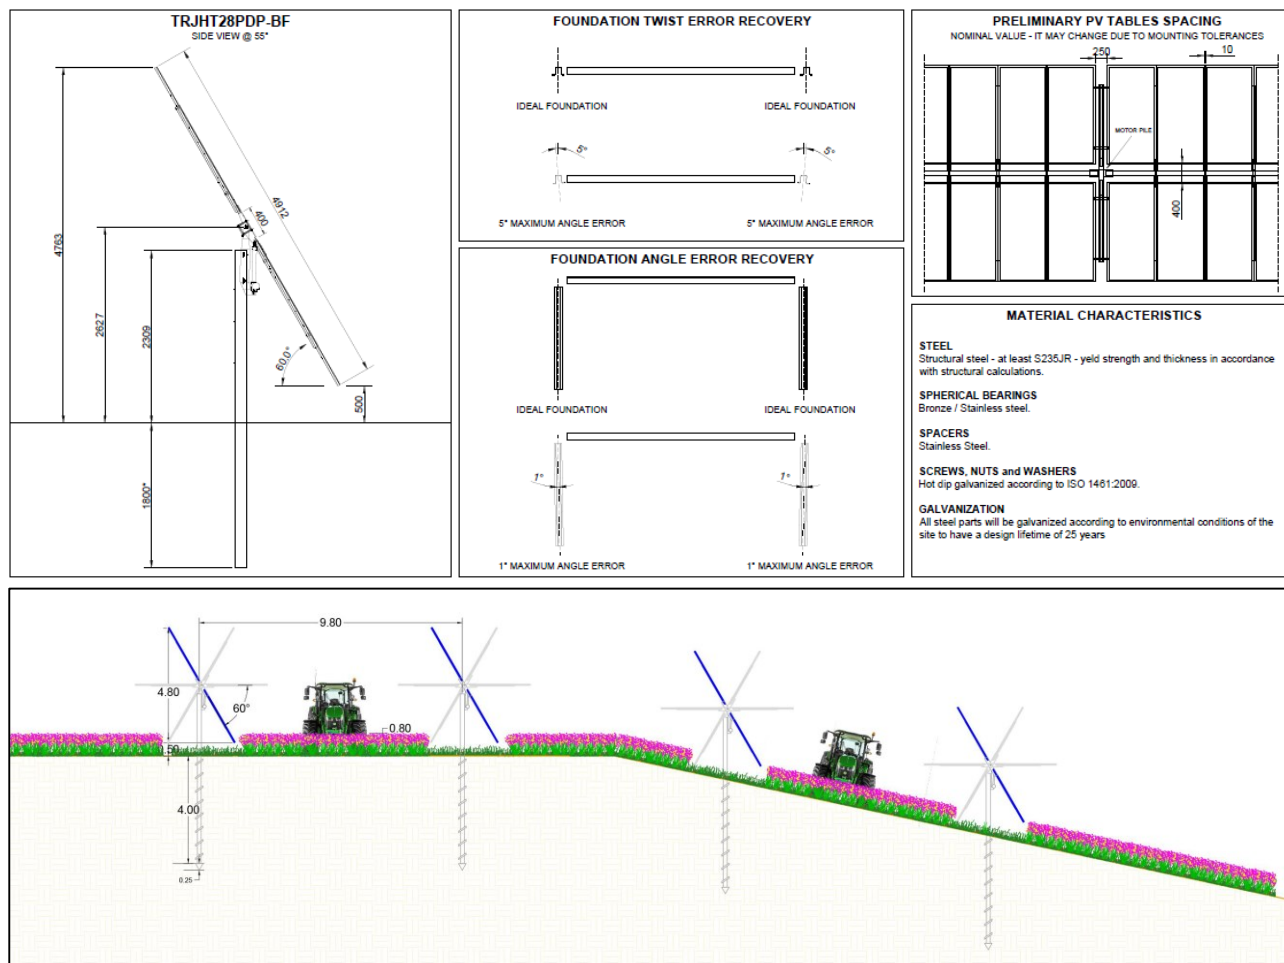 TRJHT28PDP-BF
SIDE VIEW @ 55°
4763
2627
2309
4912
400
60.0°
500
1800*
FOUNDATION TWIST ERROR RECOVERY
IDEAL FOUNDATION
IDEAL FOUNDATION
5°
5°
5° MAXIMUM ANGLE ERROR
5° MAXIMUM ANGLE ERROR
FOUNDATION ANGLE ERROR RECOVERY
IDEAL FOUNDATION
IDEAL FOUNDATION
1°
1°
1° MAXIMUM ANGLE ERROR
1° MAXIMUM ANGLE ERROR
PRELIMINARY PV TABLES SPACING
NOMINAL VALUE - IT MAY CHANGE DUE TO MOUNTING TOLERANCES
250
10
MOTOR PILE
400
MATERIAL CHARACTERISTICS
STEEL
Structural steel - at least S235JR - yeld strength and thickness in accordance
with structural calculations.
SPHERICAL BEARINGS
Bronze / Stainless steel.
SPACERS
Stainless Steel.
SCREWS, NUTS and WASHERS
Hot dip galvanized according to ISO 1461:2009.
GALVANIZATION
All steel parts will be galvanized according to environmental conditions of the
site to have a design lifetime of 25 years
9.80
4.80
60°
0.80
0.50
4.00
0.25